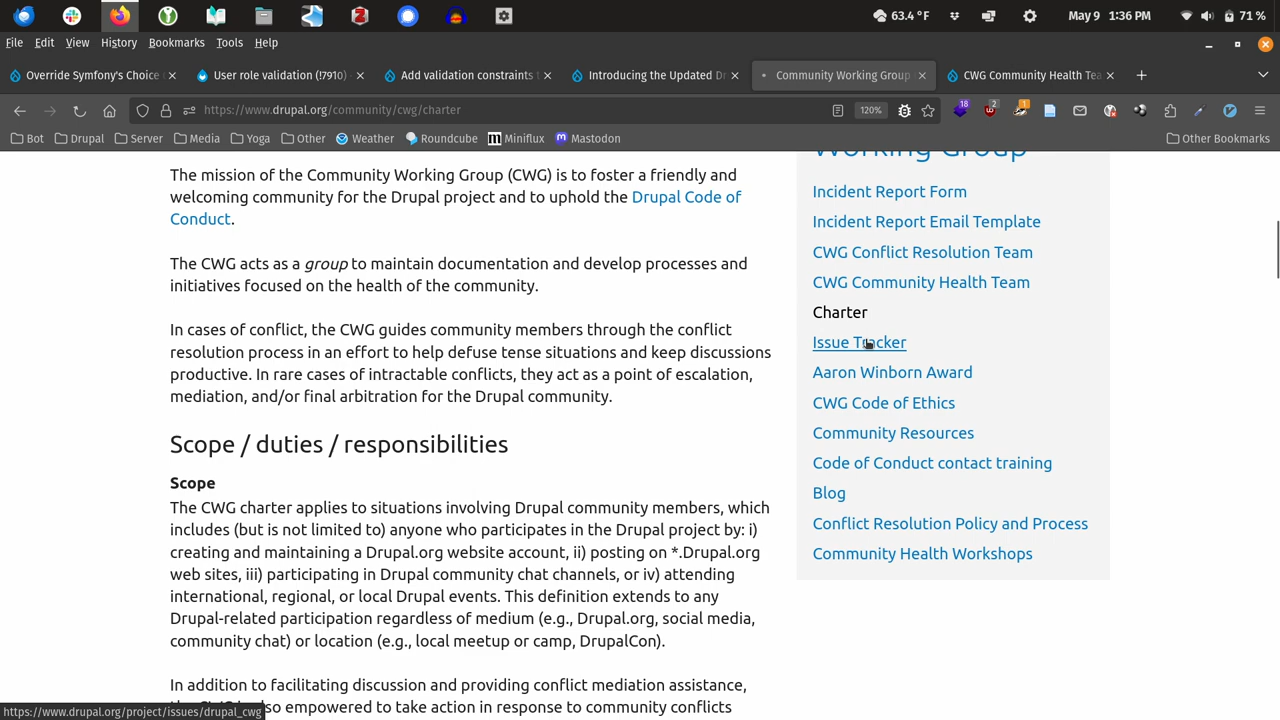 63.4 °F
May 9 1:36 PM
71 %
File Edit View History Bookmarks Tools Help
Override Symfony's Choice
User role validation (!7910)
Add validation constraints t
Introducing the Updated Dr
Community Working Group
CWG Community Health Tea
https://www.drupal.org/community/cwg/charter
120%
18
2
1
Bot Drupal Server Media Yoga Other Weather Roundcube Miniflux Mastodon Other Bookmarks
The mission of the Community Working Group (CWG) is to foster a friendly and
welcoming community for the Drupal project and to uphold the Drupal Code of
Conduct.
The CWG acts as a group to maintain documentation and develop processes and
initiatives focused on the health of the community.
In cases of conflict, the CWG guides community members through the conflict
resolution process in an effort to help defuse tense situations and keep discussions
productive. In rare cases of intractable conflicts, they act as a point of escalation,
mediation, and/or final arbitration for the Drupal community.
Scope / duties / responsibilities
Scope
The CWG charter applies to situations involving Drupal community members, which
includes (but is not limited to) anyone who participates in the Drupal project by: i)
creating and maintaining a Drupal.org website account, ii) posting on *.Drupal.org
web sites, iii) participating in Drupal community chat channels, or iv) attending
international, regional, or local Drupal events. This definition extends to any
Drupal-related participation regardless of medium (e.g., Drupal.org, social media,
community chat) or location (e.g., local meetup or camp, DrupalCon).
In addition to facilitating discussion and providing conflict mediation assistance,
also empowered to take action in response to community conflicts
Working Group
Incident Report Form
Incident Report Email Template
CWG Conflict Resolution Team
CWG Community Health Team
Charter
Issue Tracker
Aaron Winborn Award
CWG Code of Ethics
Community Resources
Code of Conduct contact training
Blog
Conflict Resolution Policy and Process
Community Health Workshops
https://www.drupal.org/project/issues/drupal_cwg